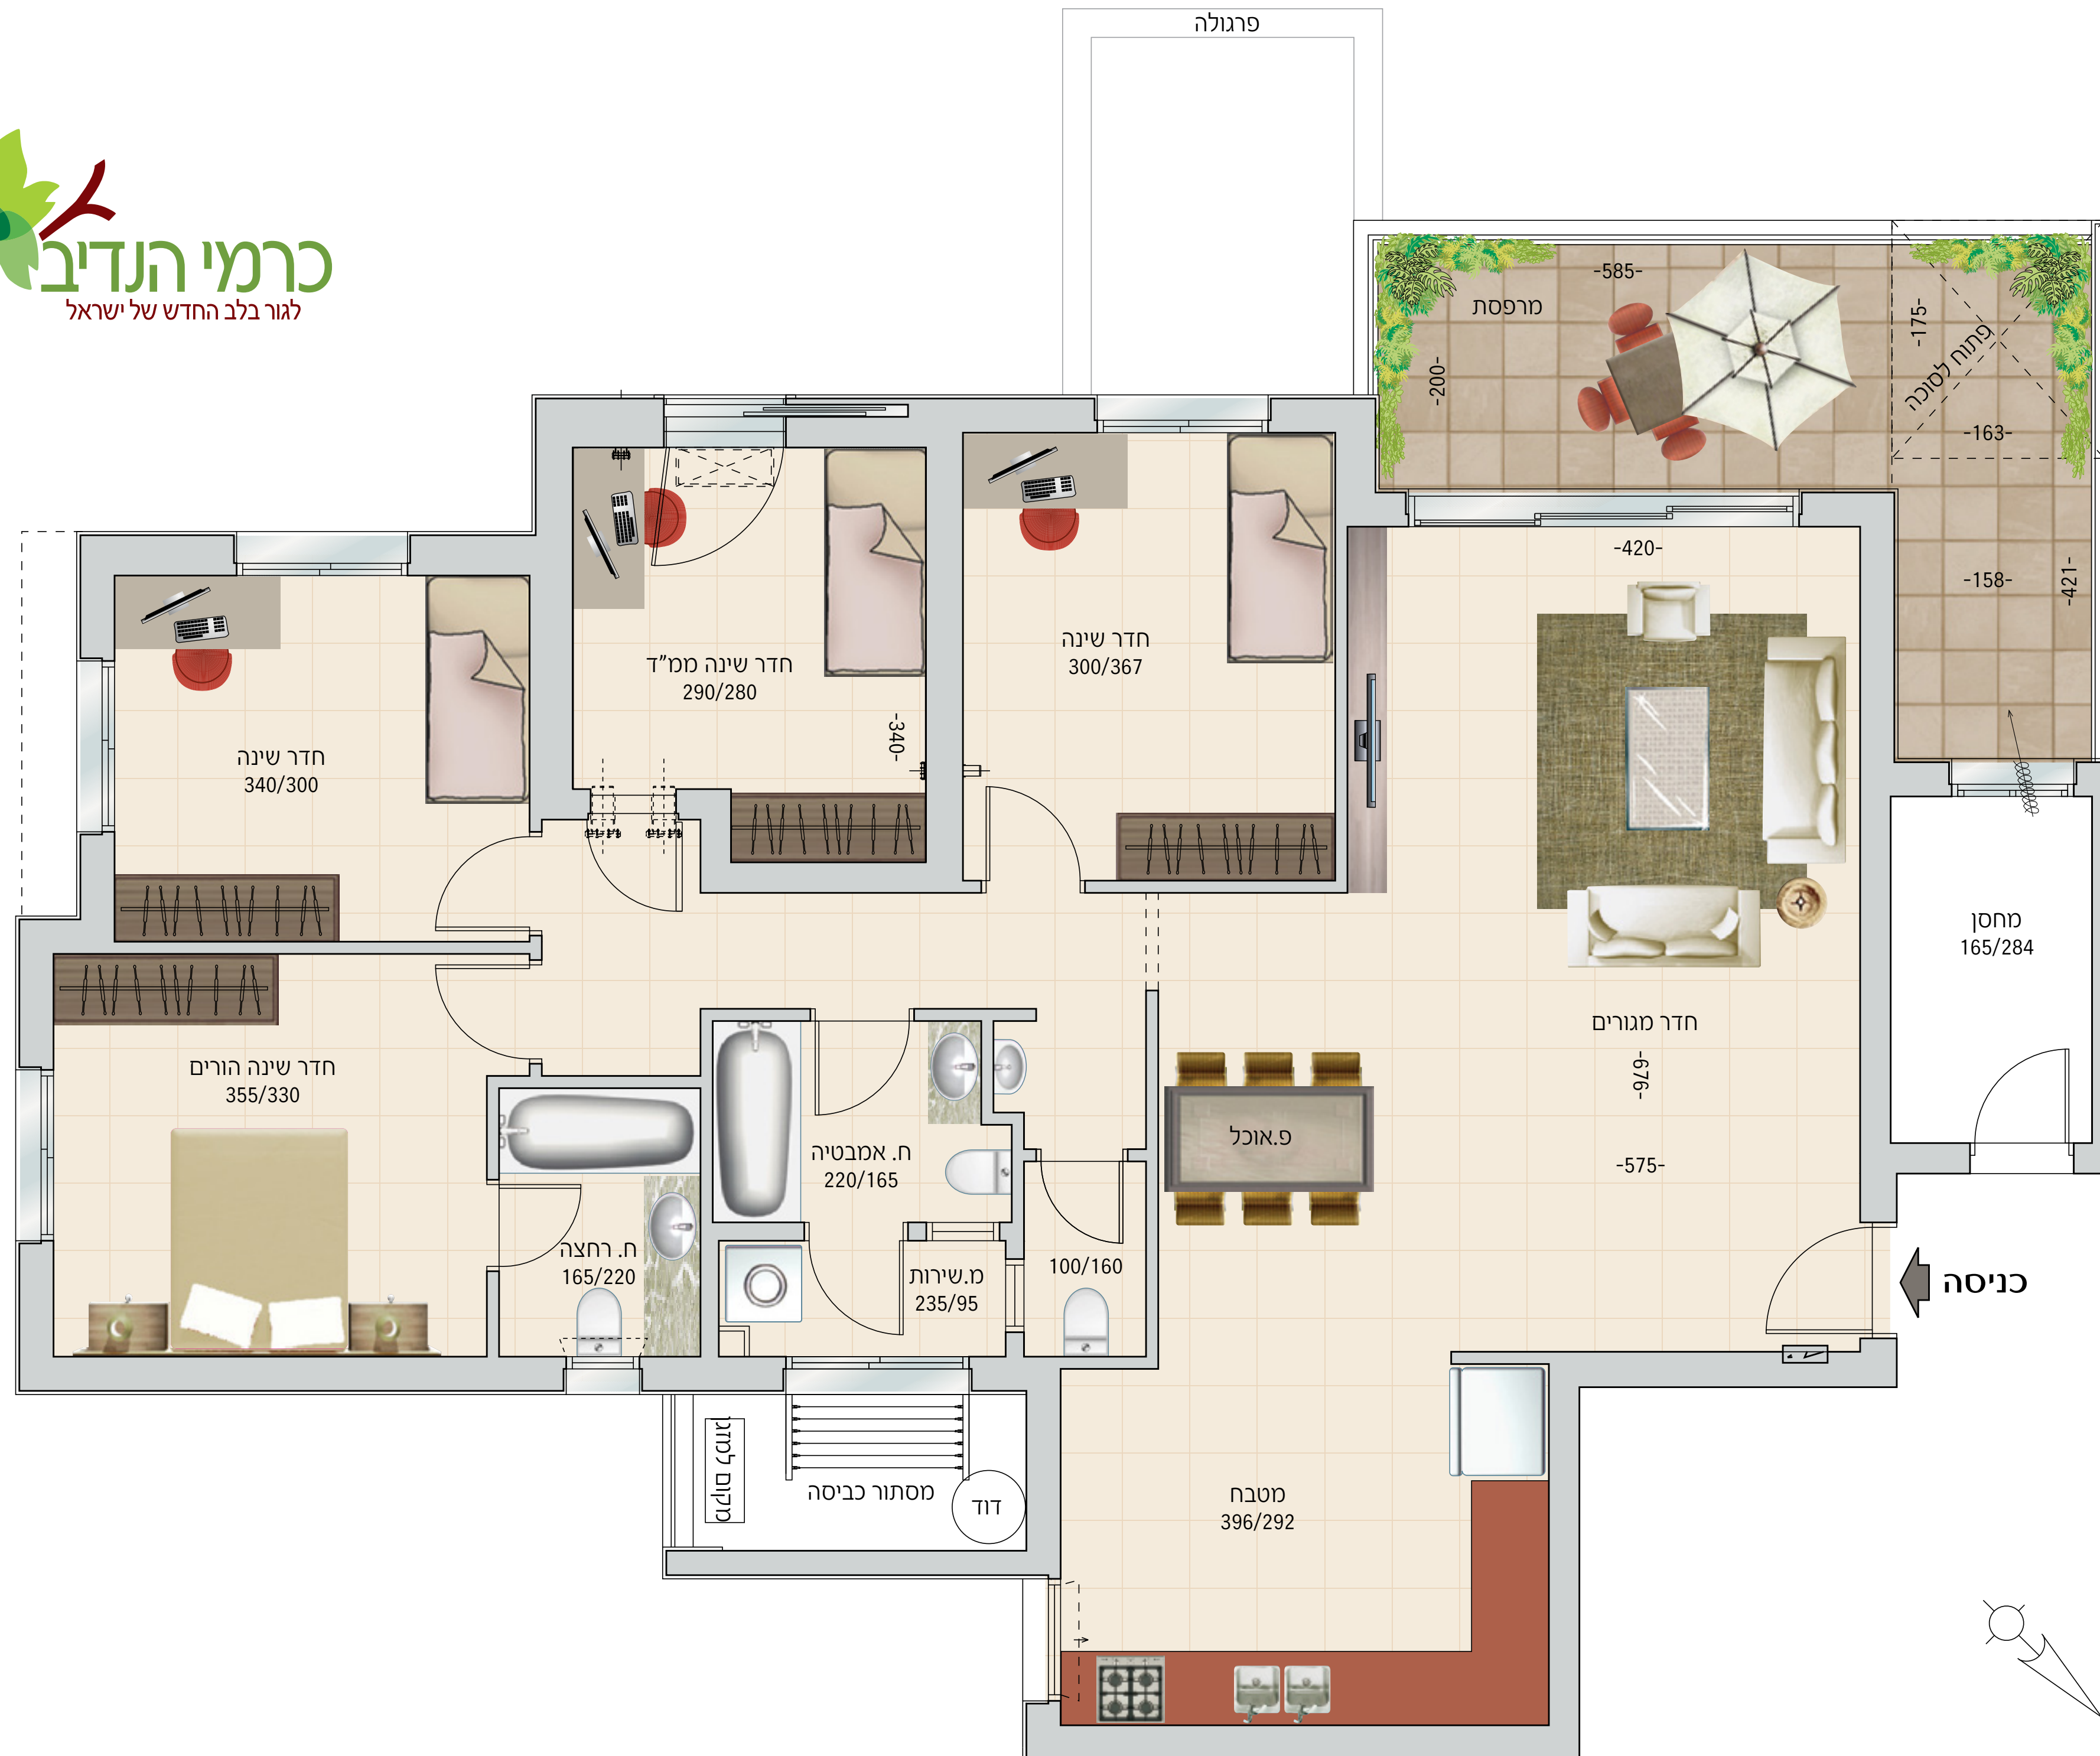 פרגולה
כרמי הנדיב
לגור בלב החדש של ישראל
-585-
מרפסת
-200-
-175-
פתוח לסוכה
-163-
-158-
-421-
-420-
חדר שינה
300/367
חדר שינה ממ"ד
290/280
-340-
חדר שינה
340/300
מחסן
165/284
חדר מגורים
-676-
-575-
חדר שינה הורים
355/330
פ.אוכל
ח. אמבטיה
220/165
ח. רחצה
165/220
מ.שירות
235/95
100/160
כניסה
מקום למזגן
מסתור כביסה
דוד
מטבח
396/292